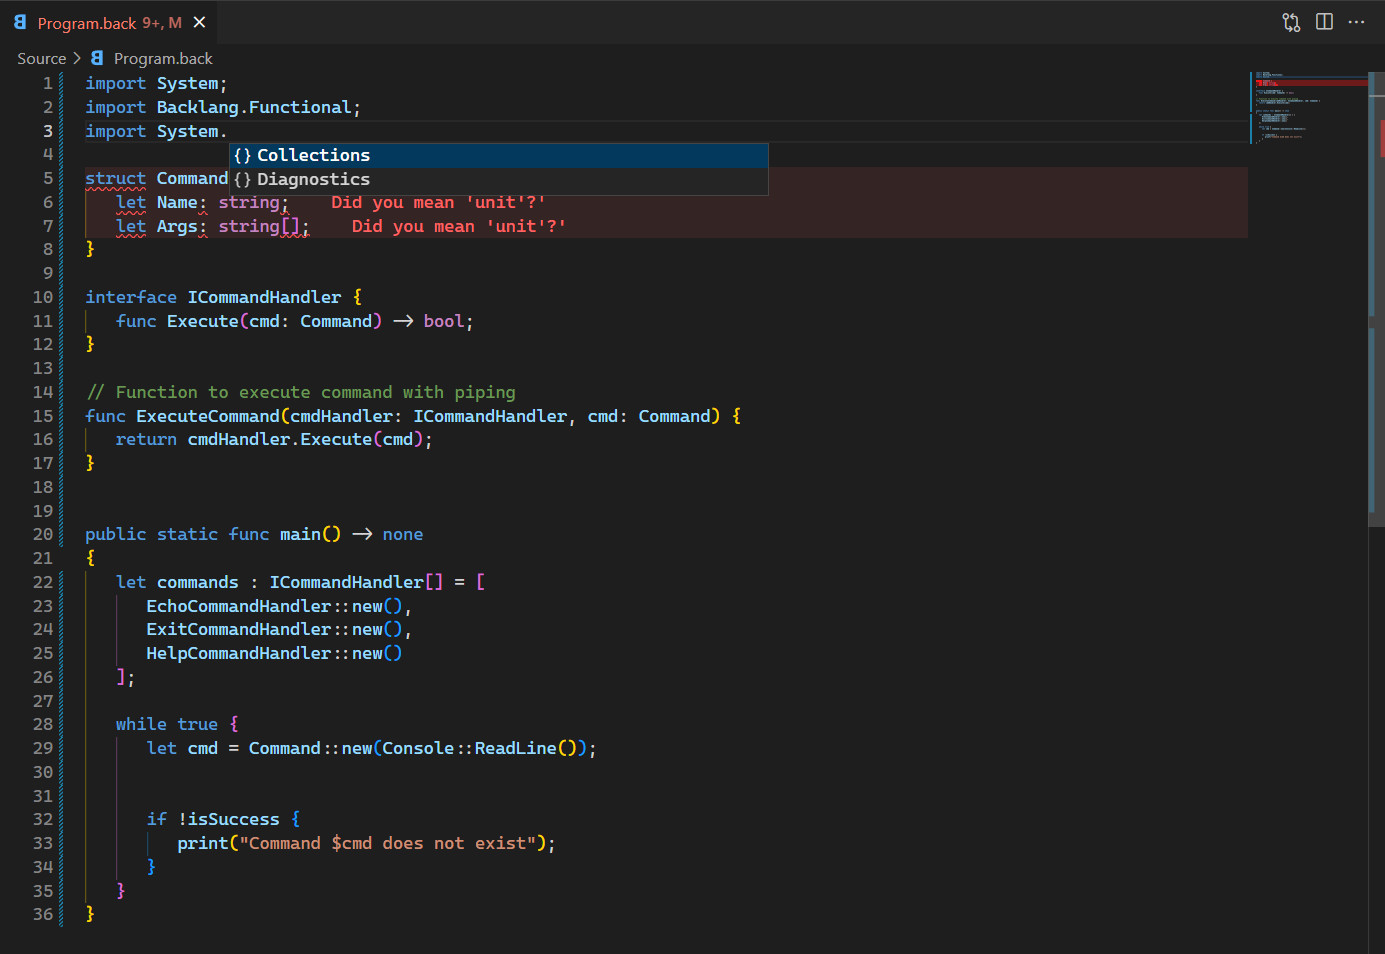 Program.back 9+, M
Source > Program.back
1 import System;
2 import Backlang.Functional;
3 import System.
4
{} Collections
5 struct Command
{} Diagnostics
6 let Name: string; Did you mean 'unit'?'
7 let Args: string[]; Did you mean 'unit'?'
8 }
9
10 interface ICommandHandler {
11 func Execute(cmd: Command) -> bool;
12 }
13
14 // Function to execute command with piping
15 func ExecuteCommand(cmdHandler: ICommandHandler, cmd: Command) {
16 return cmdHandler.Execute(cmd);
17 }
18
19
20 public static func main() -> none
21 {
22 let commands : ICommandHandler[] = [
23 EchoCommandHandler::new(),
24 ExitCommandHandler::new(),
25 HelpCommandHandler::new()
26 ];
27
28 while true {
29 let cmd = Command::new(Console::ReadLine());
30
31
32 if !isSuccess {
33 print("Command $cmd does not exist");
34 }
35 }
36 }